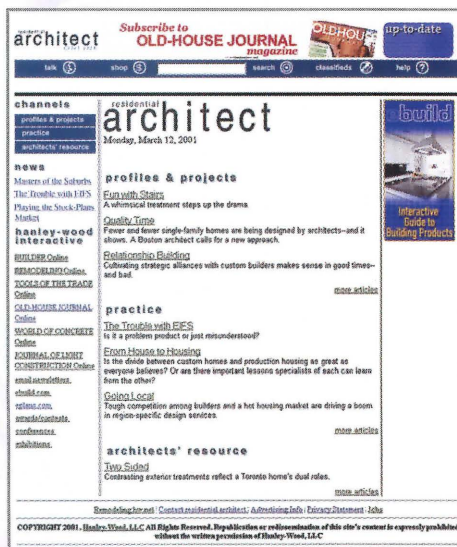 residential
architect
Subscribe to
OLD-HOUSE JOURNAL
magazine
OLDHOU
up-to-date
talk
shop
search
classifieds
help
channels
profiles & projects
practice
architects' resource
news
Masters of the Suburbs
The Trouble with EIFS
Playing the Stock-Plans
Market
hanley-wood
interactive
BUILDER Online
REMODELING Online
TOOLS OF THE TRADE
Online
OLD-HOUSE JOURNAL
Online
WORLD OF CONCRETE
Online
JOURNAL OF LIGHT
CONSTRUCTION Online
email newsletters
ebuild.com
eplans.com
awards/contests
conferences
exhibitions
residential
architect
Monday, March 12, 2001
profiles & projects
Fun with Stairs
A whimsical treatment steps up the drama.
Quality Time
Fewer and fewer single-family homes are being designed by architects--and it
shows. A Boston architect calls for a new approach.
Relationship Building
Cultivating strategic alliances with custom builders makes sense in good times--
and bad.
more articles
practice
The Trouble with EIFS
Is it a problem product or just misunderstood?
From House to Housing
Is the divide between custom homes and production housing as great as
everyone believes? Or are there important lessons specialists of each can learn
from the other?
Going Local
Tough competition among builders and a hot housing market are driving a boom
in region-specific design services.
more articles
architects' resource
Two Sided
Contrasting exterior treatments reflect a Toronto home's dual roles.
more articles
build
Interactive
Guide to
Building Products
Remodeling.hw.net | Contact residential architect | Advertising Info | Privacy Statement | Jobs
COPYRIGHT 2001. Hanley-Wood, LLC All Rights Reserved. Republication or redissemination of this site's content is expressly prohibited
without the written permission of Hanley-Wood, LLC